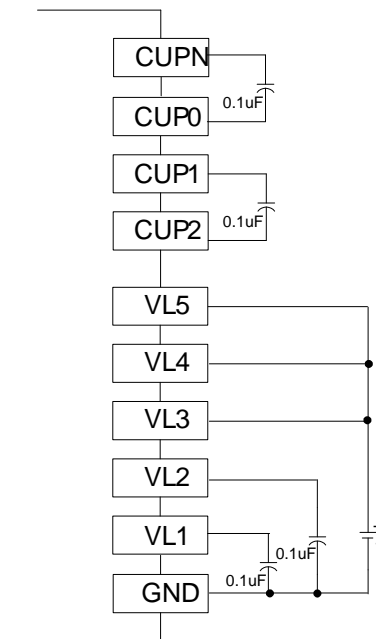 CUPN
0.1uF
CUP0
CUP1
0.1uF
CUP2
VL5
VL4
VL3
VL2
VL1
0.1uF
0.1uF
GND